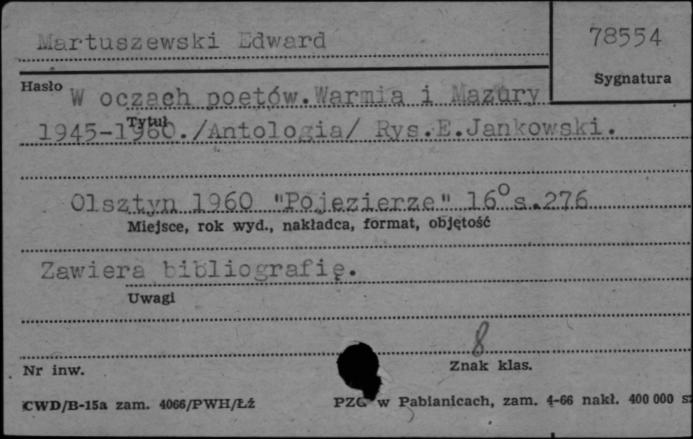 Martuszewski Edward
78554
Sygnatura
Hasło
W oczach poetów. Warmia i Mazury
Tytuł
1945-1960./Antologia/ Rys.E.Jankowski.
Olsztyn 1960 "Pojezierze" 16° s.276
Miejsce, rok wyd., nakładca, format, objętość
Zawiera bibliografię.
Uwagi
8
Nr inw.
Znak klas.
CWD/B-15a zam. 4066/PWH/Łź
PZG w Pabianicach, zam. 4-66 nakł. 400 000